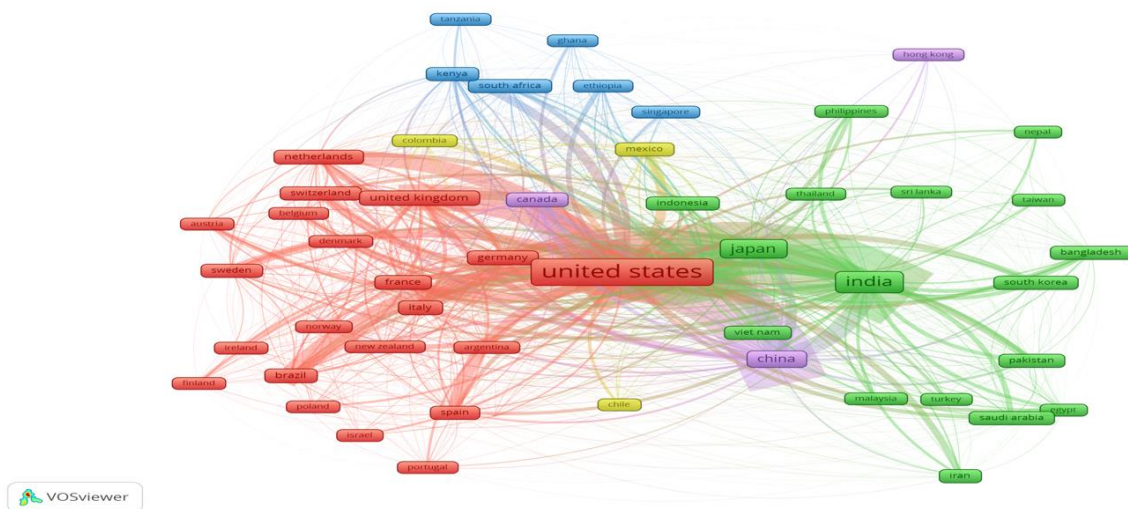 tanzania
ghana
hong kong
kenya
south africa
ethiopia
singapore
philippines
nepal
colombia
mexico
netherlands
switzerland
united kingdom
canada
indonesia
thailand
sri lanka
taiwan
belgium
austria
denmark
germany
japan
bangladesh
sweden
united states
france
india
south korea
italy
norway
viet nam
ireland
new zealand
argentina
china
pakistan
finland
brazil
poland
spain
chile
malaysia
turkey
egypt
saudi arabia
israel
portugal
iran
VOSviewer